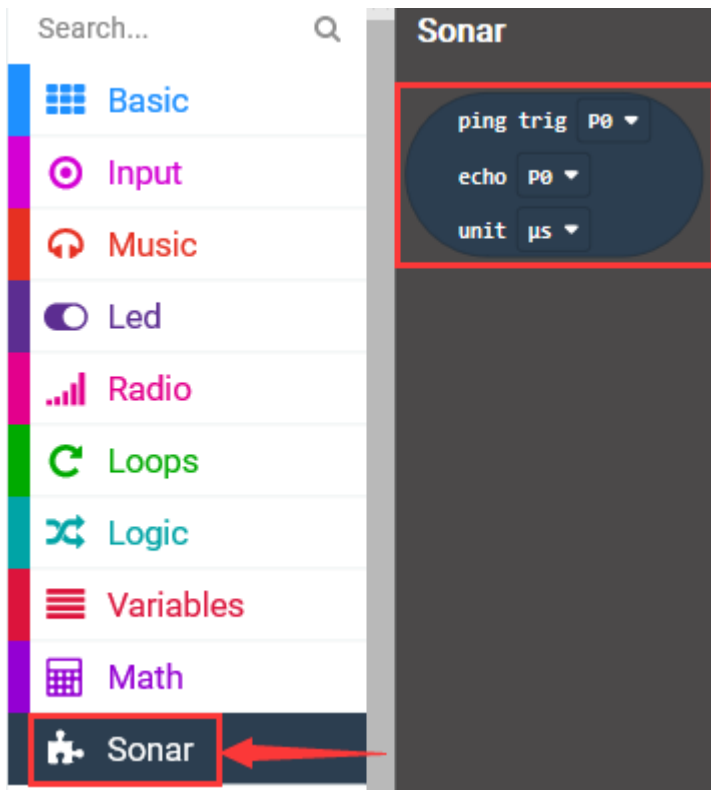 Search...
Basic
Input
Music
Led
Radio
Loops
Logic
Variables
Math
Sonar
Sonar
ping trig P0
echo P0
unit μs